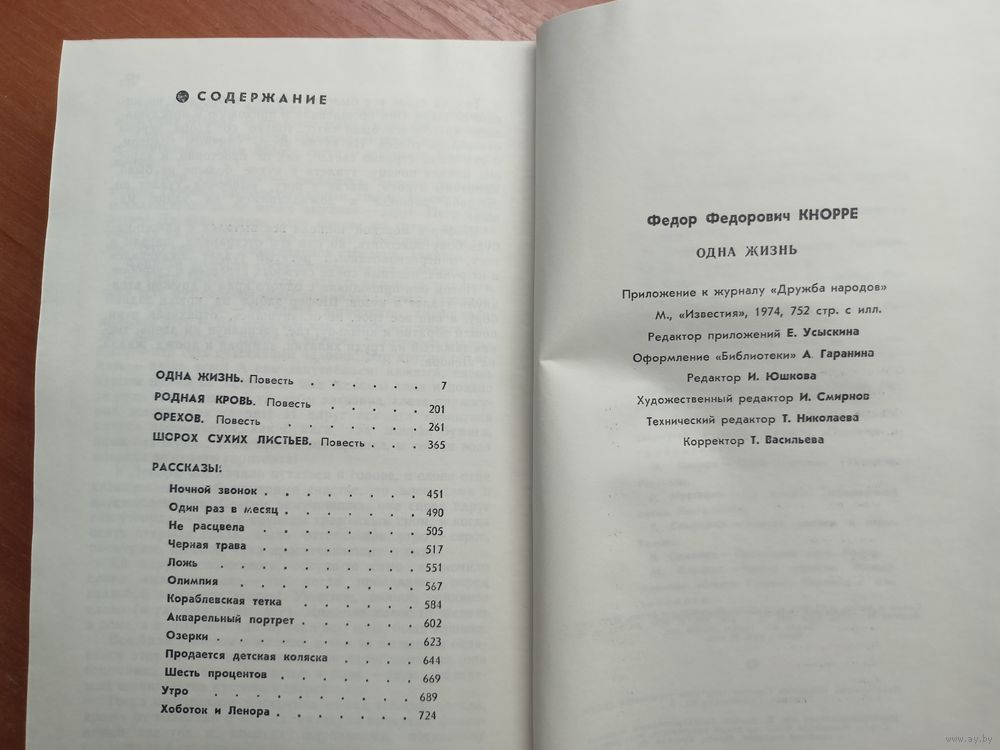 СОДЕРЖАНИЕ
ОДНА ЖИЗНЬ. Повесть . . . . . . 7
РОДНАЯ КРОВЬ. Повесть . . . . . 201
ОРЕХОВ. Повесть . . . . . . 261
ШОРОХ СУХИХ ЛИСТЬЕВ. Повесть . . . 365
РАССКАЗЫ:
Ночной звонок . . . . . . . . 451
Один раз в месяц . . . . . . . 490
Не расцвела . . . . . . . 505
Черная трава . . . . . . . . 517
Ложь . . . . . . . . . 551
Олимпия . . . . . . . . 567
Кораблевская тетка . . . . . . 584
Акварельный портрет . . . . . . 602
Озерки . . . . . . . . . 623
Продается детская коляска . . . . 644
Шесть процентов . . . . . . . 669
Утро . . . . . . . . . 689
Хоботок и Ленора . . . . . . . 724
Федор Федорович КНОРРЕ
ОДНА ЖИЗНЬ
Приложение к журналу «Дружба народов»
М., «Известия», 1974, 752 стр. с илл.
Редактор приложений Е. Усыскина
Оформление «Библиотеки» А. Гаранина
Редактор И. Юшкова
Художественный редактор И. Смирнов
Технический редактор Т. Николаева
Корректор Т. Васильева
www.ay.by